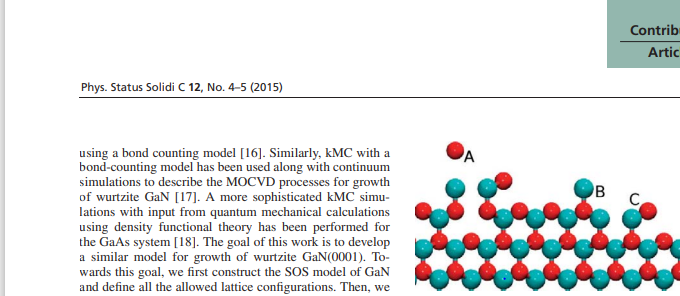 Contrib
Artic
Phys. Status Solidi C 12, No. 4–5 (2015)
using a bond counting model [16]. Similarly, kMC with a
bond-counting model has been used along with continuum
simulations to describe the MOCVD processes for growth
of wurtzite GaN [17]. A more sophisticated kMC simu-
lations with input from quantum mechanical calculations
using density functional theory has been performed for
the GaAs system [18]. The goal of this work is to develop
a similar model for growth of wurtzite GaN(0001). To-
wards this goal, we first construct the SOS model of GaN
and define all the allowed lattice configurations. Then, we
A
B
C